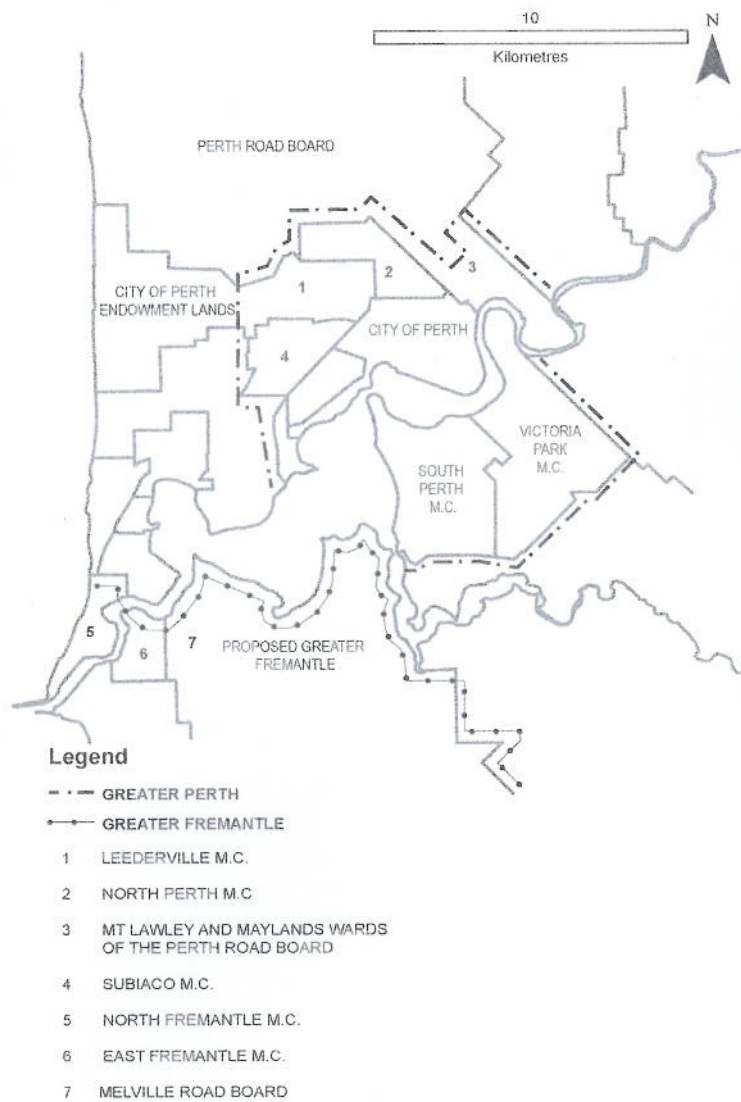 10
Kilometres
N
PERTH ROAD BOARD
3
CITY OF PERTH
ENDOWMENT LANDS
1
2
CITY OF PERTH
4
VICTORIA
PARK
M.C.
SOUTH
PERTH
M.C.
5
6
7
PROPOSED GREATER
FREMANTLE
Legend
GREATER PERTH
GREATER FREMANTLE
1 LEEDERVILLE M.C.
2 NORTH PERTH M.C
3 MT LAWLEY AND MAYLANDS WARDS
OF THE PERTH ROAD BOARD
4 SUBIACO M.C.
5 NORTH FREMANTLE M.C.
6 EAST FREMANTLE M.C.
7 MELVILLE ROAD BOARD